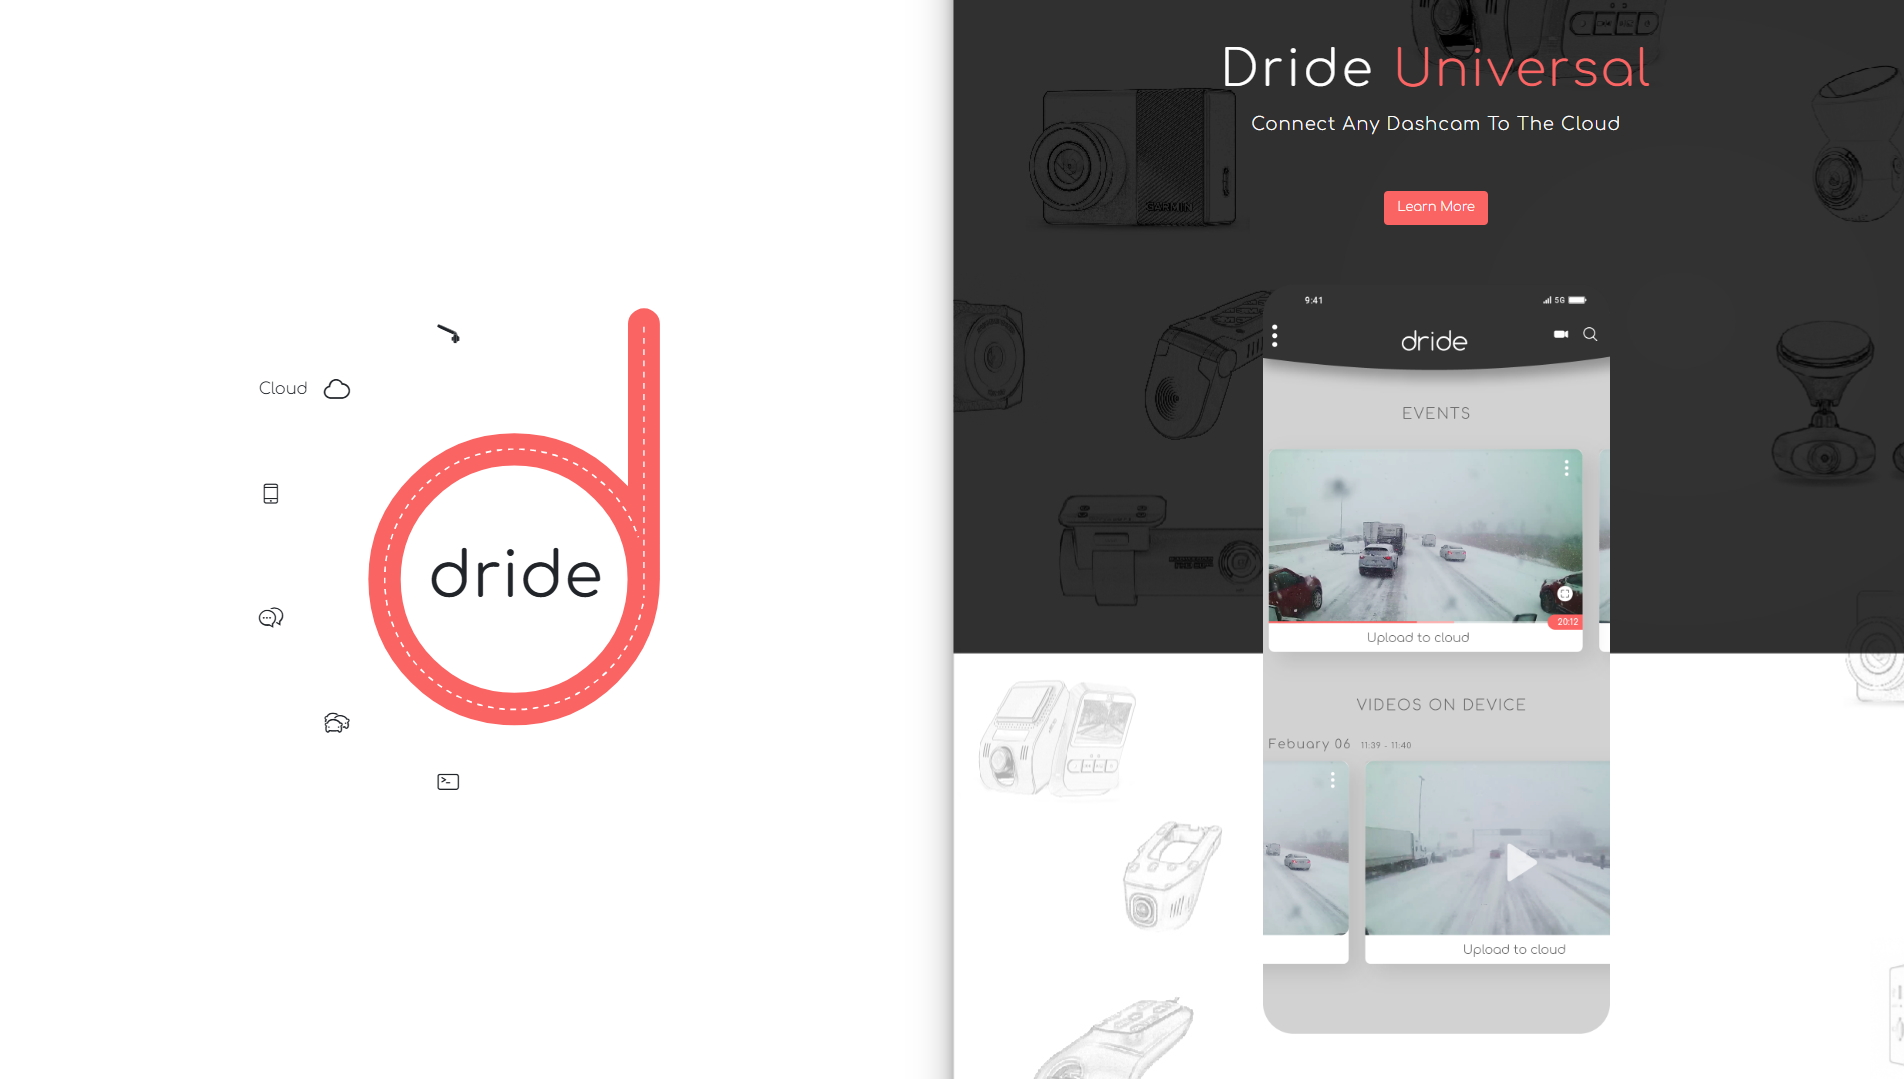 Cloud
dride
Dride Universal
Connect Any Dashcam To The Cloud
Learn More
GARMIN
9:41
5G
dride
EVENTS
20:12
Upload to cloud
VIDEOS ON DEVICE
Febuary 06 11:39 - 11:40
Upload to cloud